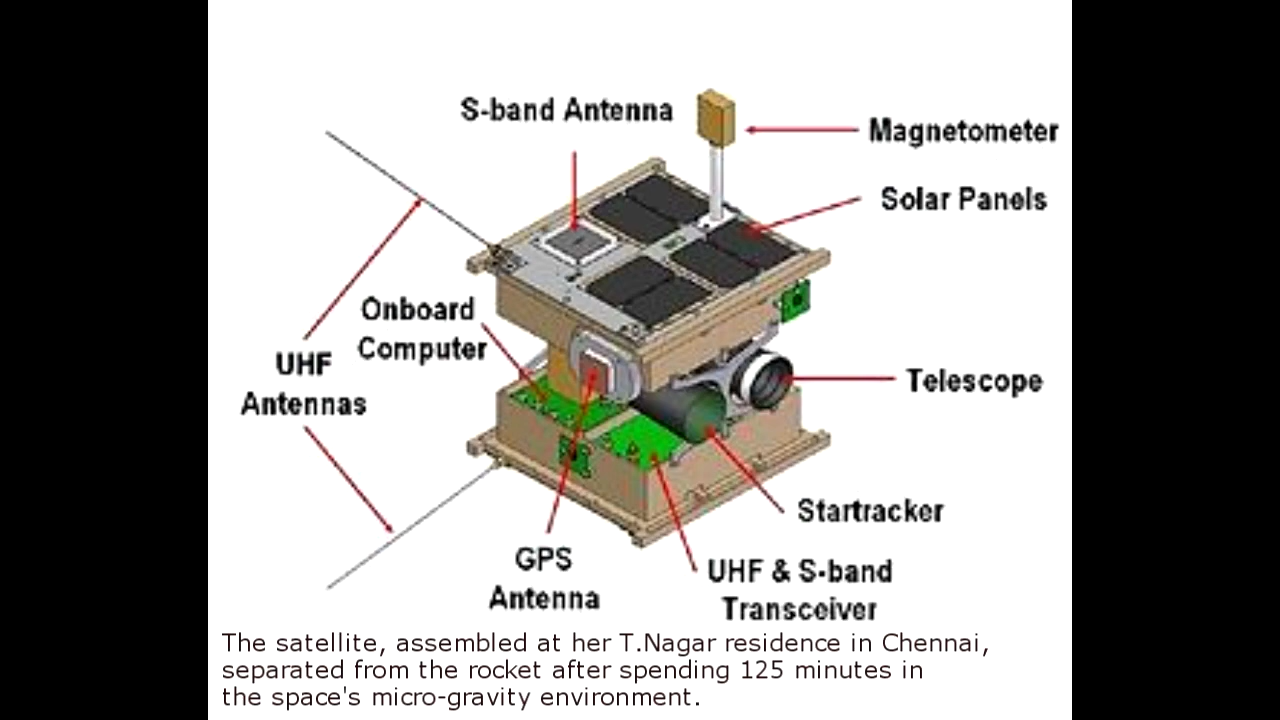 S-band Antenna
Magnetometer
Solar Panels
Onboard
Computer
UHF
Antennas
Telescope
Startracker
GPS
Antenna
UHF & S-band
Transceiver
The satellite, assembled at her T.Nagar residence in Chennai,
separated from the rocket after spending 125 minutes in
the space's micro-gravity environment.